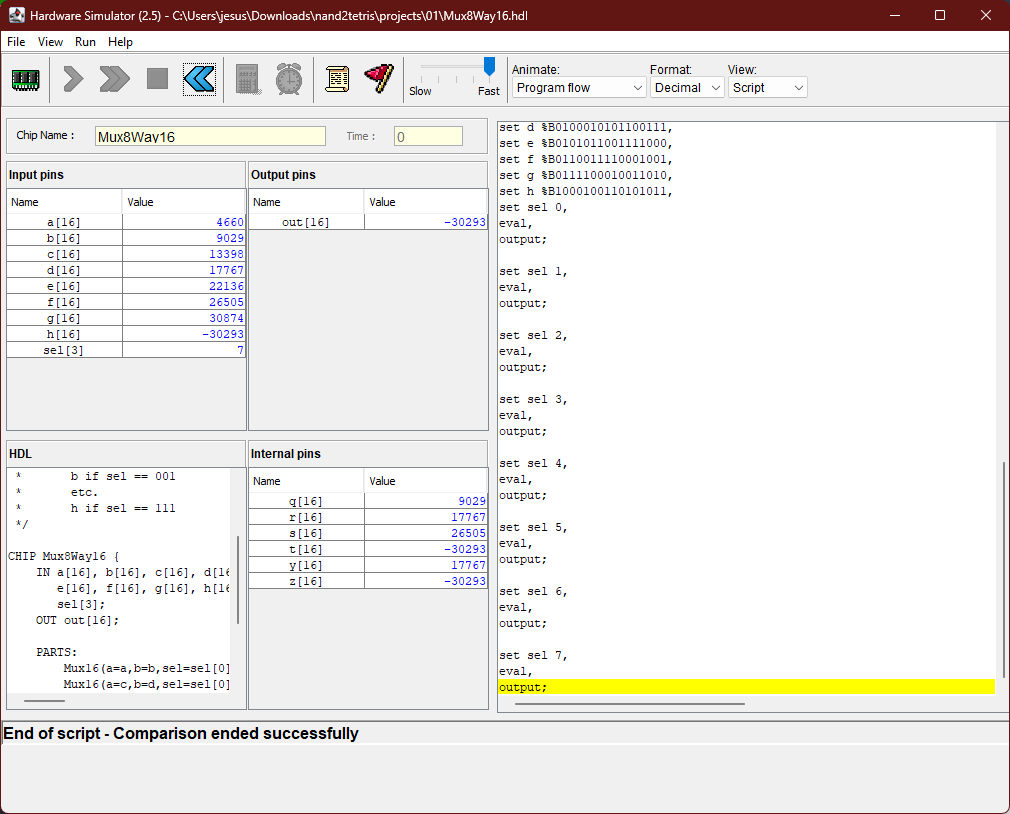 Hardware Simulator (2.5) - C:\Users\jesus\Downloads\nand2tetris\projects\01\Mux8Way16.hdl
File View Run Help
Slow Fast
Animate: Format: View:
Program flow Decimal Script
Chip Name : Mux8Way16 Time : 0
Input pins
Name Value
a[16] 4660
b[16] 9029
c[16] 13398
d[16] 17767
e[16] 22136
f[16] 26505
g[16] 30874
h[16] -30293
sel[3] 7
Output pins
Name Value
out[16] -30293
HDL
* b if sel == 001
* etc.
* h if sel == 111
*/
CHIP Mux8Way16 {
IN a[16], b[16], c[16], d[16
e[16], f[16], g[16], h[16
sel[3];
OUT out[16];
PARTS:
Mux16(a=a,b=b,sel=sel[0]
Mux16(a=c,b=d,sel=sel[0]
Internal pins
Name Value
q[16] 9029
r[16] 17767
s[16] 26505
t[16] -30293
y[16] 17767
z[16] -30293
set d %B0100010101100111,
set e %B0101011001111000,
set f %B0110011110001001,
set g %B0111100010011010,
set h %B1000100110101011,
set sel 0,
eval,
output;
set sel 1,
eval,
output;
set sel 2,
eval,
output;
set sel 3,
eval,
output;
set sel 4,
eval,
output;
set sel 5,
eval,
output;
set sel 6,
eval,
output;
set sel 7,
eval,
output;
End of script - Comparison ended successfully